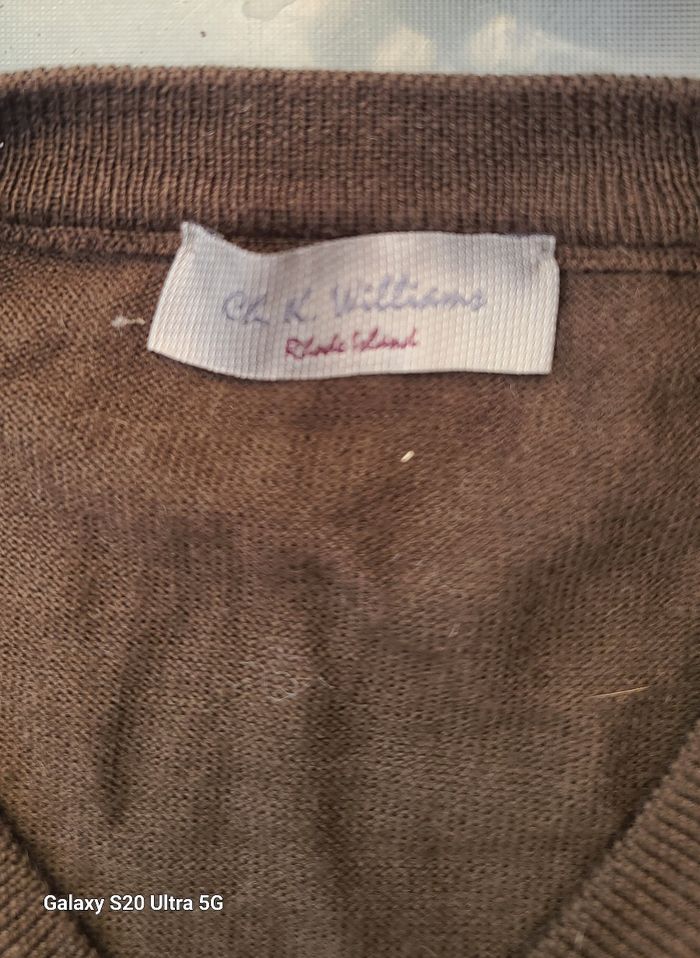 Ch. K. Williams
Rhode Island
Galaxy S20 Ultra 5G